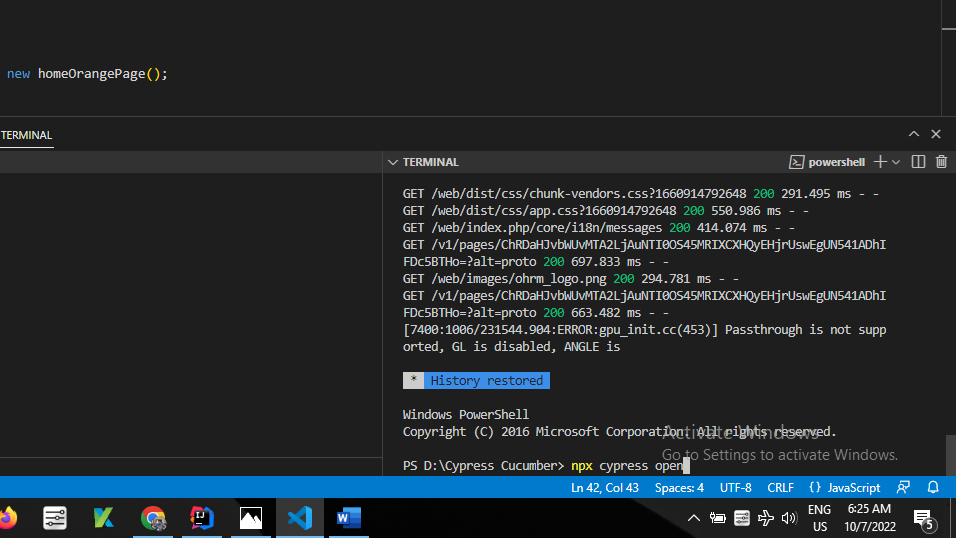 new homeOrangePage();
TERMINAL
TERMINAL
powershell
GET /web/dist/css/chunk-vendors.css?1660914792648 200 291.495 ms - -
GET /web/dist/css/app.css?1660914792648 200 550.986 ms - -
GET /web/index.php/core/i18n/messages 200 414.074 ms - -
GET /v1/pages/ChRDaHJvbWUvMTA2LjAuNTI0OS45MRIXCXHQyEHjrUswEgUN541ADhI
FDc5BTHo=?alt=proto 200 697.833 ms - -
GET /web/images/ohrm_logo.png 200 294.781 ms - -
GET /v1/pages/ChRDaHJvbWUvMTA2LjAuNTI0OS45MRIXCXHQyEHjrUswEgUN541ADhI
FDc5BTHo=?alt=proto 200 663.482 ms - -
[7400:1006/231544.904:ERROR:gpu_init.cc(453)] Passthrough is not supp
orted, GL is disabled, ANGLE is
* History restored
Windows PowerShell
Copyright (C) 2016 Microsoft Corporation. All rights reserved.
Activate Windows
Go to Settings to activate Windows.
PS D:\Cypress Cucumber> npx cypress open
Ln 42, Col 43 Spaces: 4 UTF-8 CRLF {} JavaScript
ENG
US
6:25 AM
10/7/2022
5